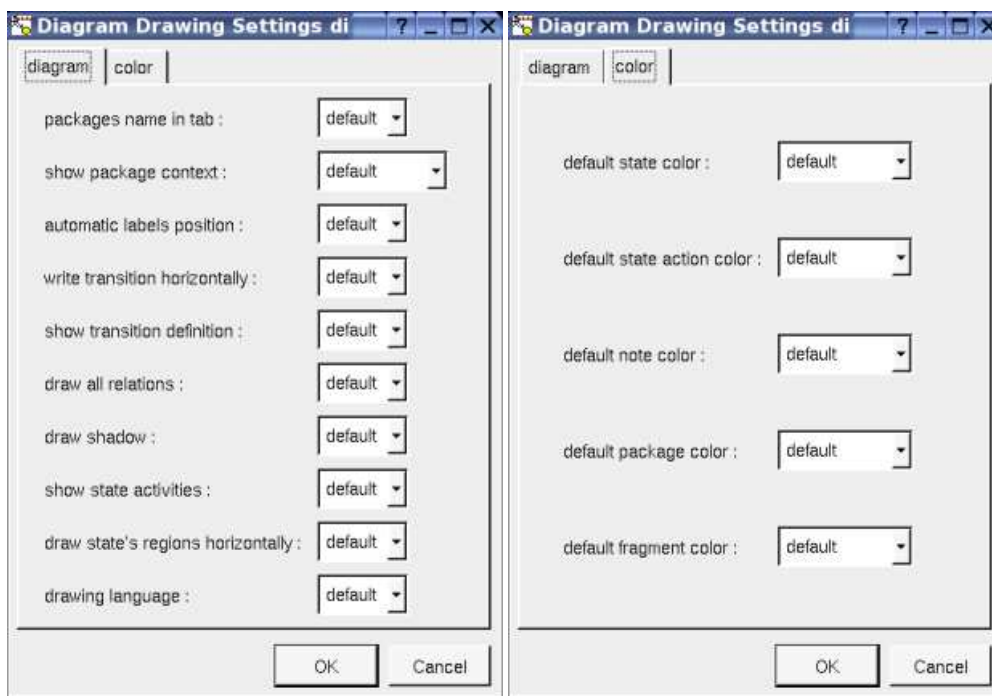 Diagram Drawing Settings di
diagram color
packages name in tab : default
show package context : default
automatic labels position : default
write transition horizontally : default
show transition definition : default
draw all relations : default
draw shadow : default
show state activities : default
draw state's regions horizontally : default
drawing language : default
OK Cancel
Diagram Drawing Settings di
diagram color
default state color : default
default state action color : default
default note color : default
default package color : default
default fragment color : default
OK Cancel